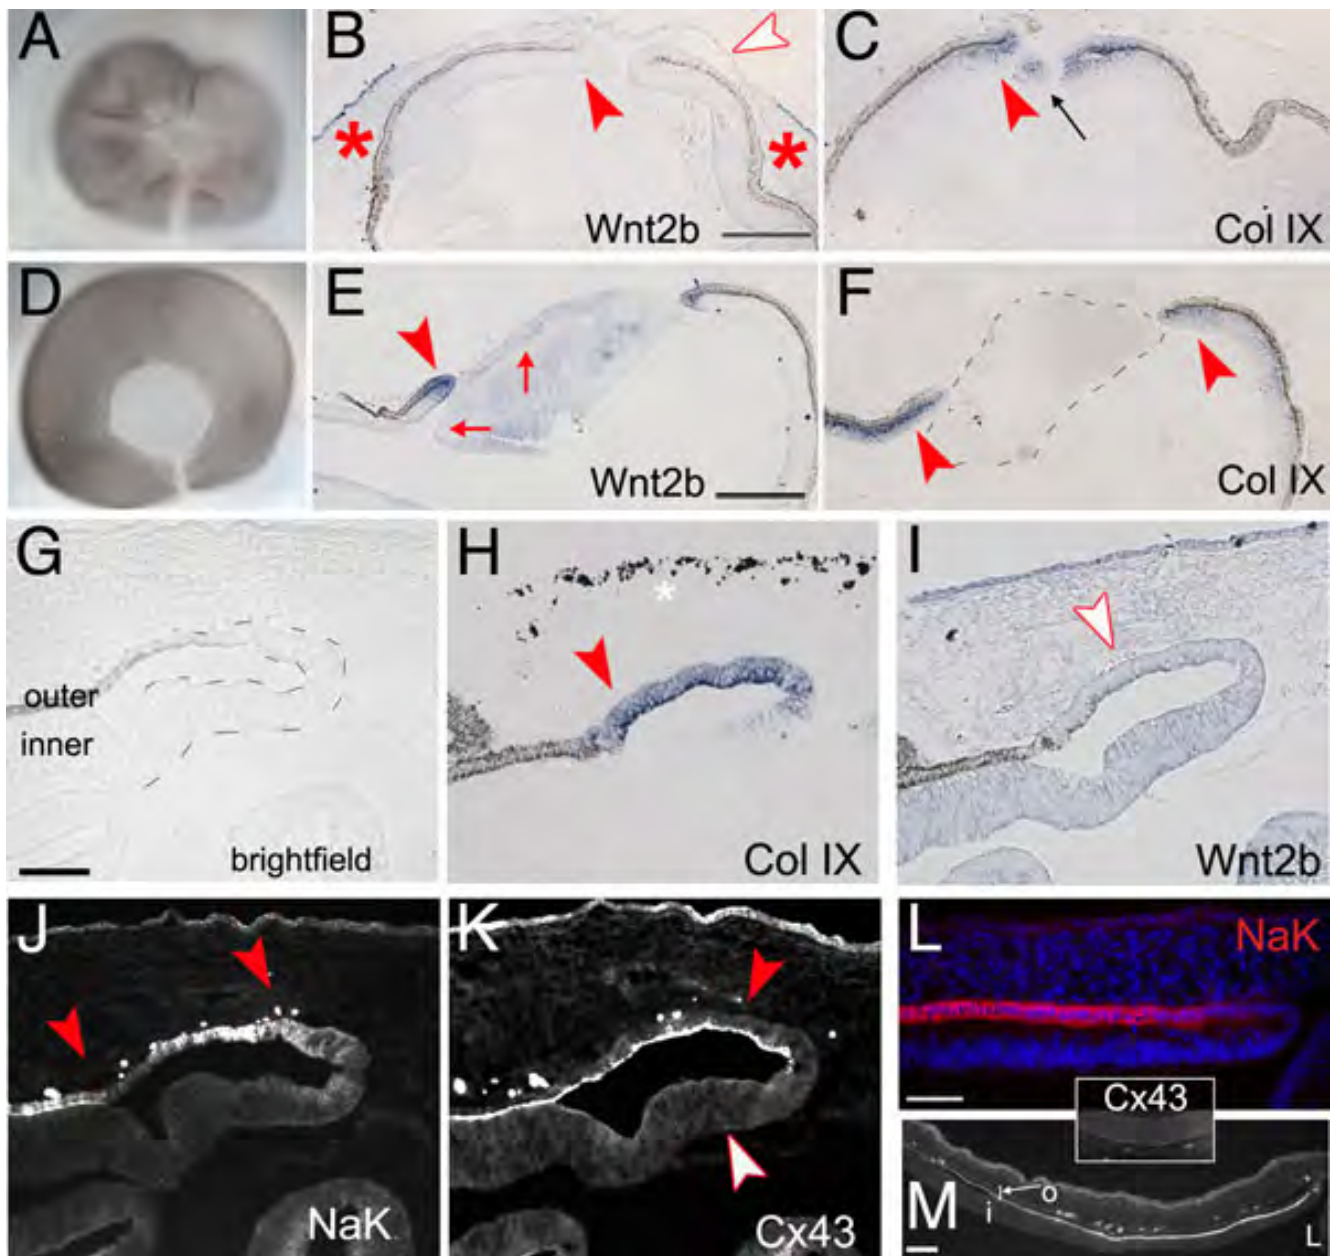 A
B
Wnt2b
*
*
C
Col IX
D
E
Wnt2b
F
Col IX
G
outer
inner
brightfield
H
*
Col IX
I
Wnt2b
J
NaK
K
Cx43
L
NaK
Cx43
M
i
o
L